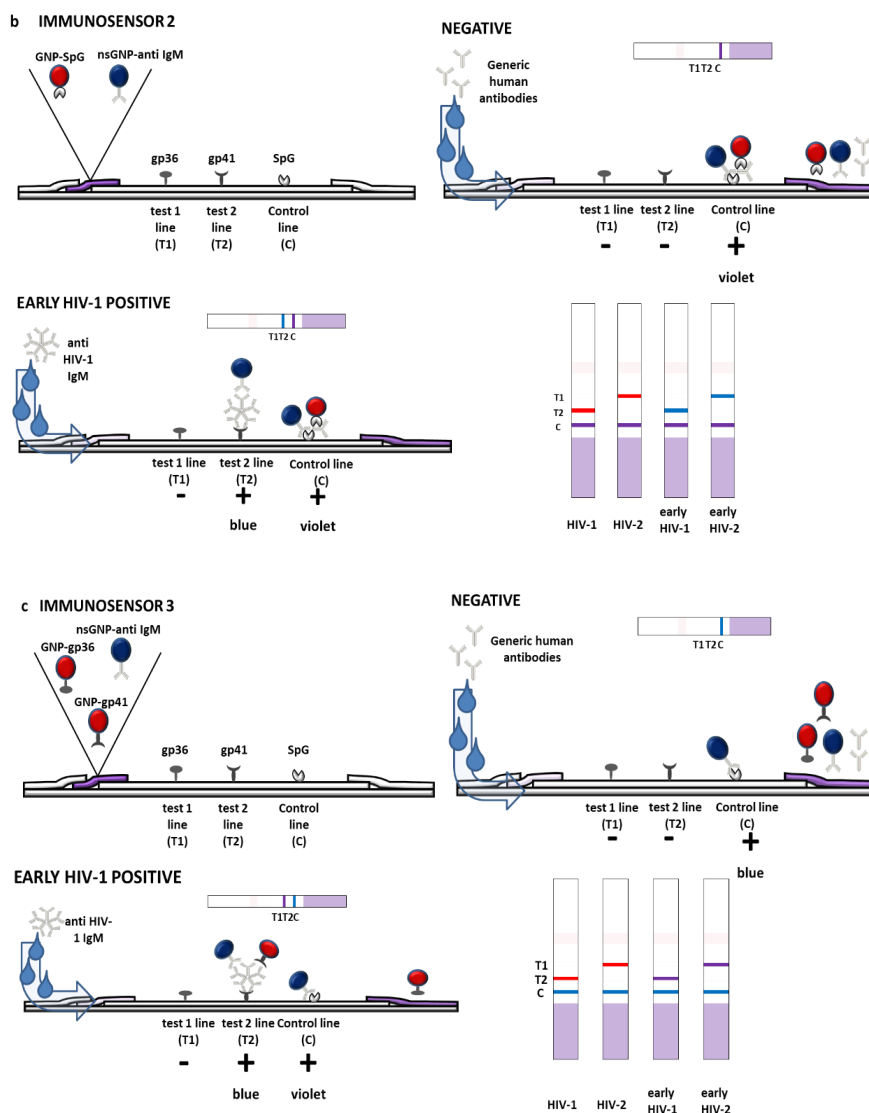 b IMMUNOSENSOR 2
GNP-SpG
nsGNP-anti IgM
gp36
gp41
SpG
test 1
line
(T1)
test 2
line
(T2)
Control
line
(C)
NEGATIVE
Generic
human
antibodies
T1T2 C
test 1 line
(T1)
-
test 2 line
(T2)
-
Control line
(C)
+
violet
EARLY HIV-1 POSITIVE
anti
HIV-1
IgM
T1T2 C
test 1 line
(T1)
-
test 2 line
(T2)
+
blue
Control line
(C)
+
violet
T1
T2
C
HIV-1
HIV-2
early
HIV-1
early
HIV-2
c IMMUNOSENSOR 3
nsGNP-anti IgM
GNP-gp36
GNP-gp41
gp36
gp41
SpG
test 1
line
(T1)
test 2
line
(T2)
Control
line
(C)
NEGATIVE
Generic human
antibodies
T1T2C
test 1 line
(T1)
-
test 2 line
(T2)
-
Control line
(C)
+
blue
EARLY HIV-1 POSITIVE
anti HIV-
1 IgM
T1T2C
test 1 line
(T1)
-
test 2 line
(T2)
+
blue
Control line
(C)
+
violet
T1
T2
C
HIV-1
HIV-2
early
HIV-1
early
HIV-2